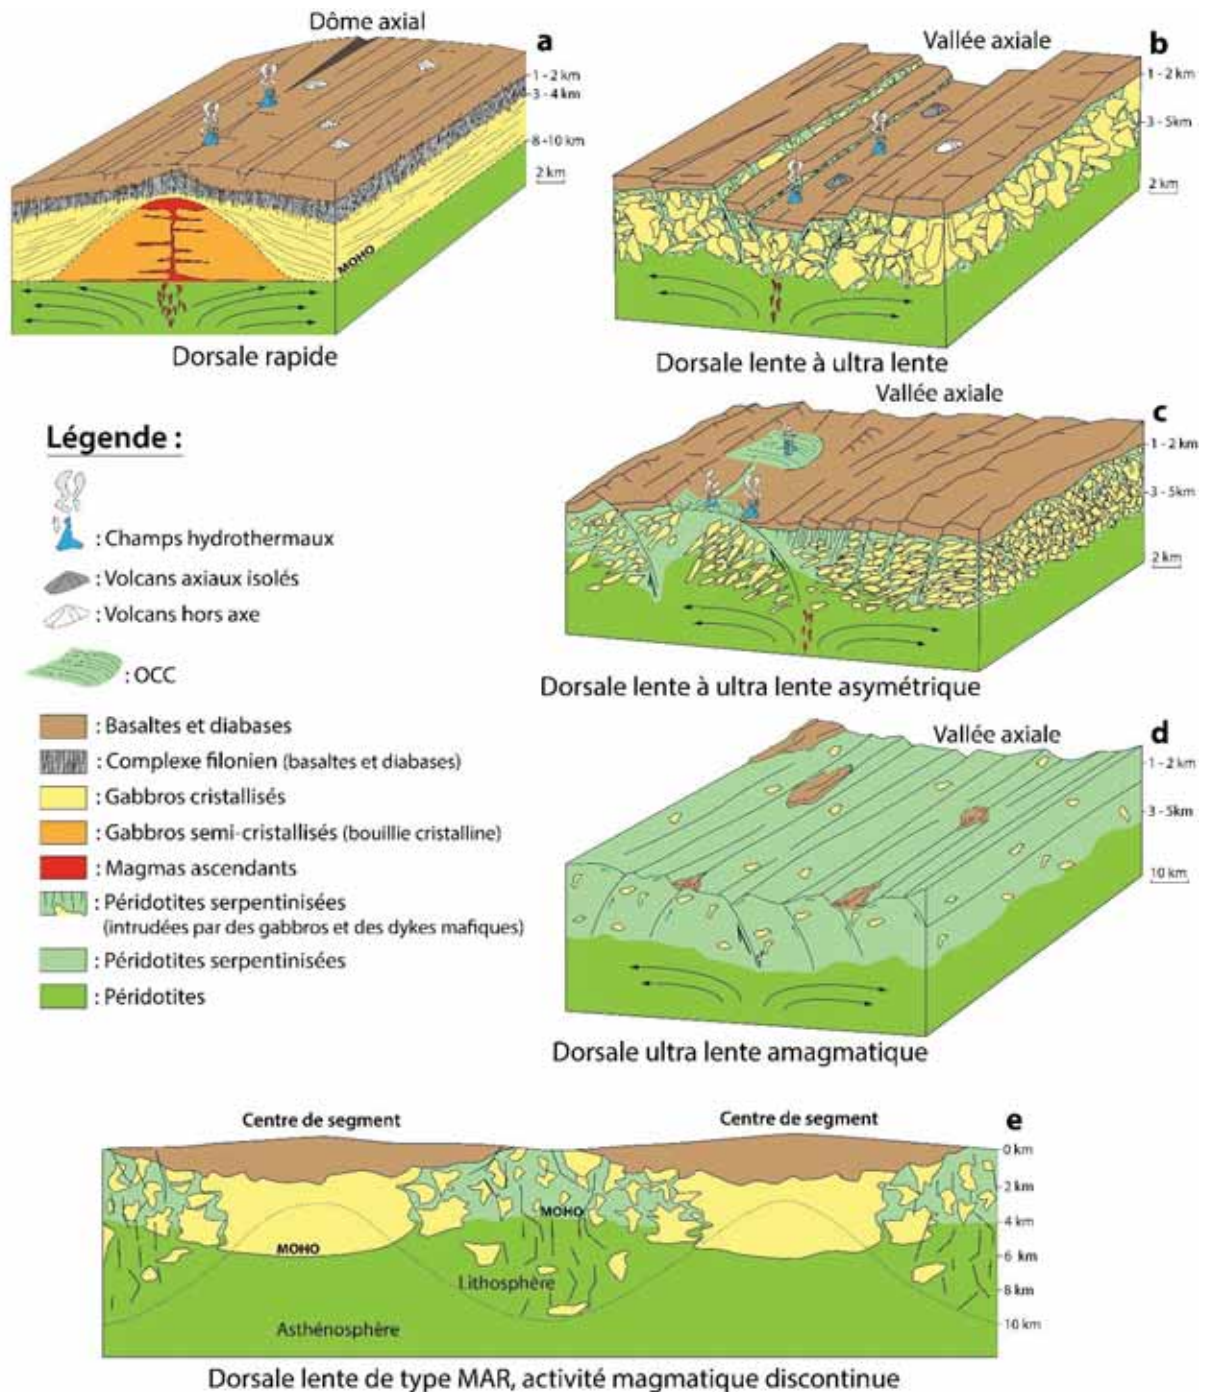 Dôme axial
a
1 - 2 km
3 - 4 km
8 -10 km
2 km
MOHO
Dorsale rapide
Vallée axiale
b
1 - 2 km
3 - 5km
2 km
Dorsale lente à ultra lente
Vallée axiale
c
1 - 2 km
3 - 5km
2 km
Dorsale lente à ultra lente asymétrique
Légende :
: Champs hydrothermaux
: Volcans axiaux isolés
: Volcans hors axe
: OCC
: Basaltes et diabases
: Complexe filonien (basaltes et diabases)
: Gabbros cristallisés
: Gabbros semi-cristallisés (bouillie cristalline)
: Magmas ascendants
: Péridotites serpentinisées
(intrudées par des gabbros et des dykes mafiques)
: Péridotites serpentinisées
: Péridotites
Vallée axiale
d
1 - 2 km
3 - 5km
10 km
Dorsale ultra lente amagmatique
Centre de segment
Centre de segment
e
0 km
2 km
4 km
6 km
8 km
10 km
MOHO
MOHO
Lithosphère
Asthénosphère
Dorsale lente de type MAR, activité magmatique discontinue